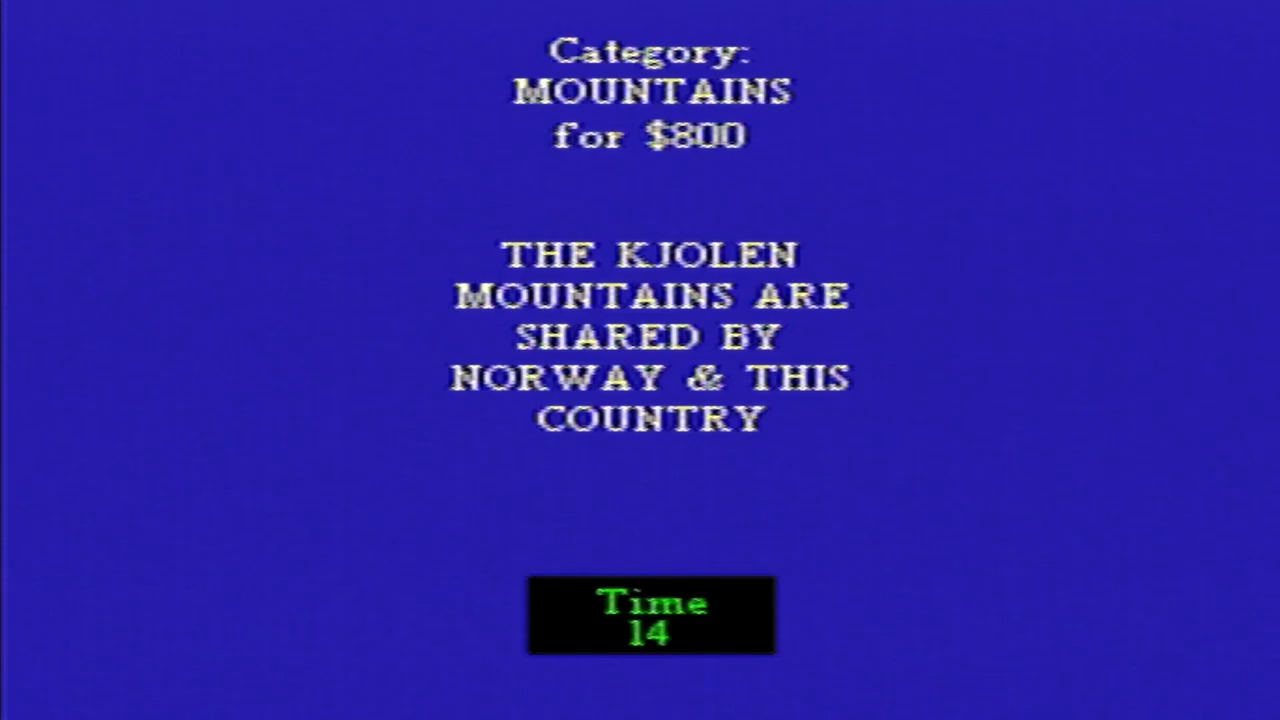 Category:
MOUNTAINS
for $800
THE KJOLEN
MOUNTAINS ARE
SHARED BY
NORWAY & THIS
COUNTRY
Time
14